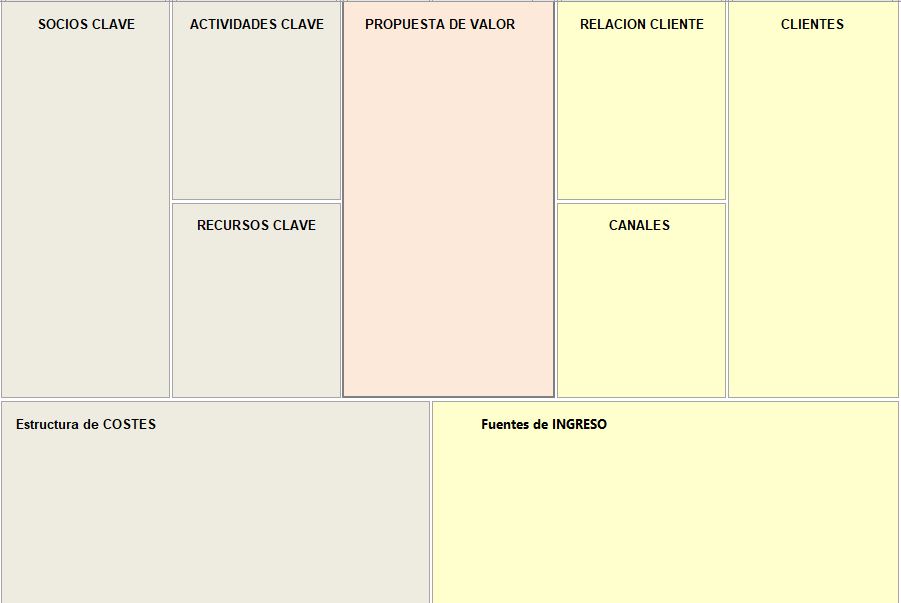 SOCIOS CLAVE
ACTIVIDADES CLAVE
PROPUESTA DE VALOR
RELACION CLIENTE
CLIENTES
RECURSOS CLAVE
CANALES
Estructura de COSTES
Fuentes de INGRESO